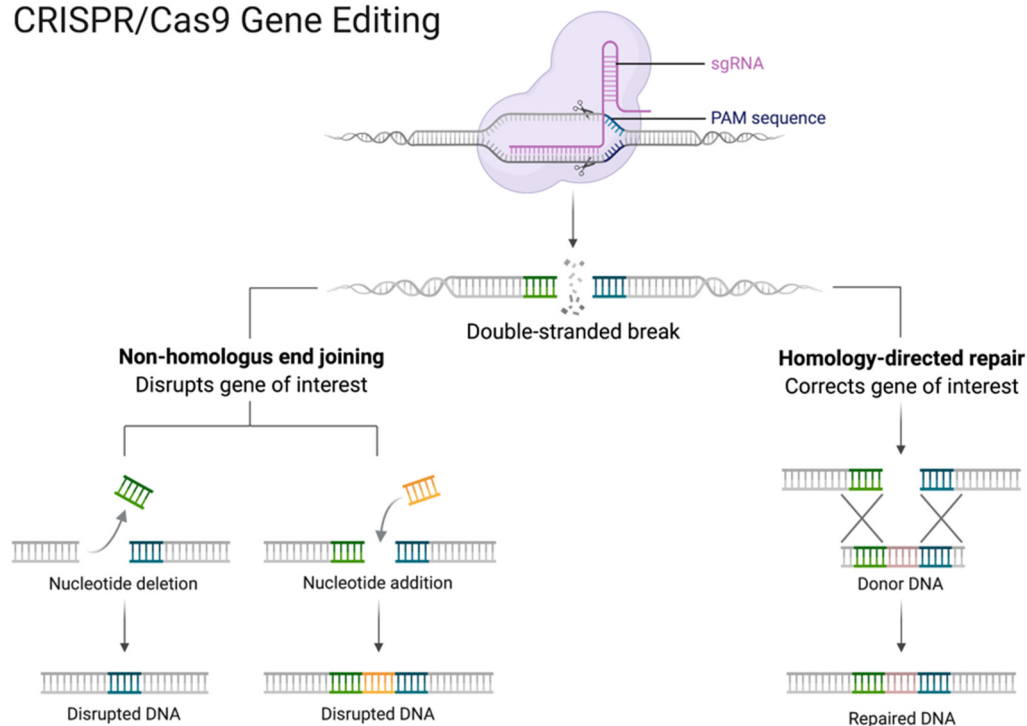 CRISPR/Cas9 Gene Editing
sgRNA
PAM sequence
Double-stranded break
Non-homologus end joining
Disrupts gene of interest
Homology-directed repair
Corrects gene of interest
Nucleotide deletion
Nucleotide addition
Donor DNA
Disrupted DNA
Disrupted DNA
Repaired DNA